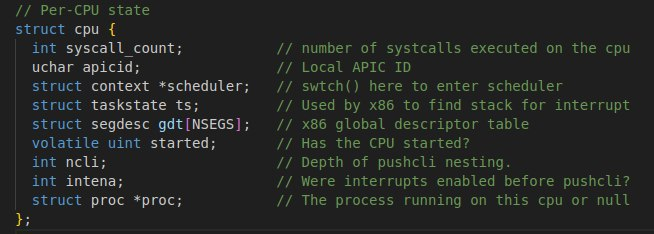 // Per-CPU state
struct cpu {
  int syscall_count;           // number of systcalls executed on the cpu
  uchar apicid;                // Local APIC ID
  struct context *scheduler;   // swtch() here to enter scheduler
  struct taskstate ts;         // Used by x86 to find stack for interrupt
  struct segdesc gdt[NSEGS];   // x86 global descriptor table
  volatile uint started;       // Has the CPU started?
  int ncli;                    // Depth of pushcli nesting.
  int intena;                  // Were interrupts enabled before pushcli?
  struct proc *proc;           // The process running on this cpu or null
};